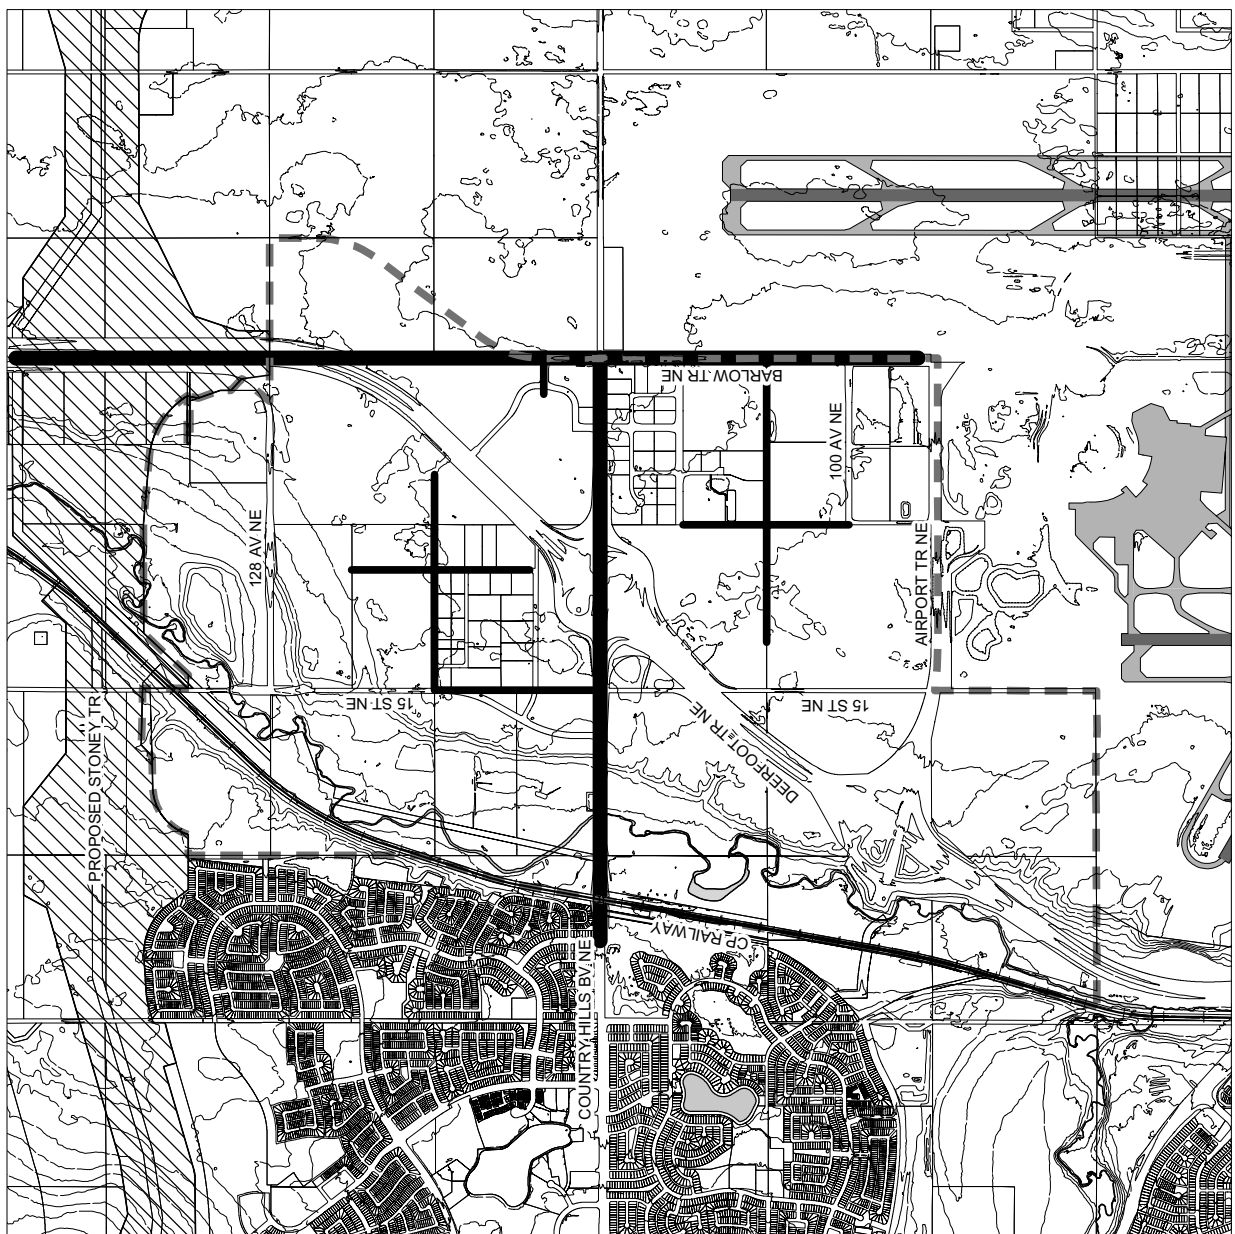 BARLOW TR NE
100 AV NE
128 AV NE
AIRPORT TR NE
15 ST NE
15 ST NE
DEERFOOT TR NE
PROPOSED STONEY TR
CP RAILWAY
COUNTRY HILLS BV NE